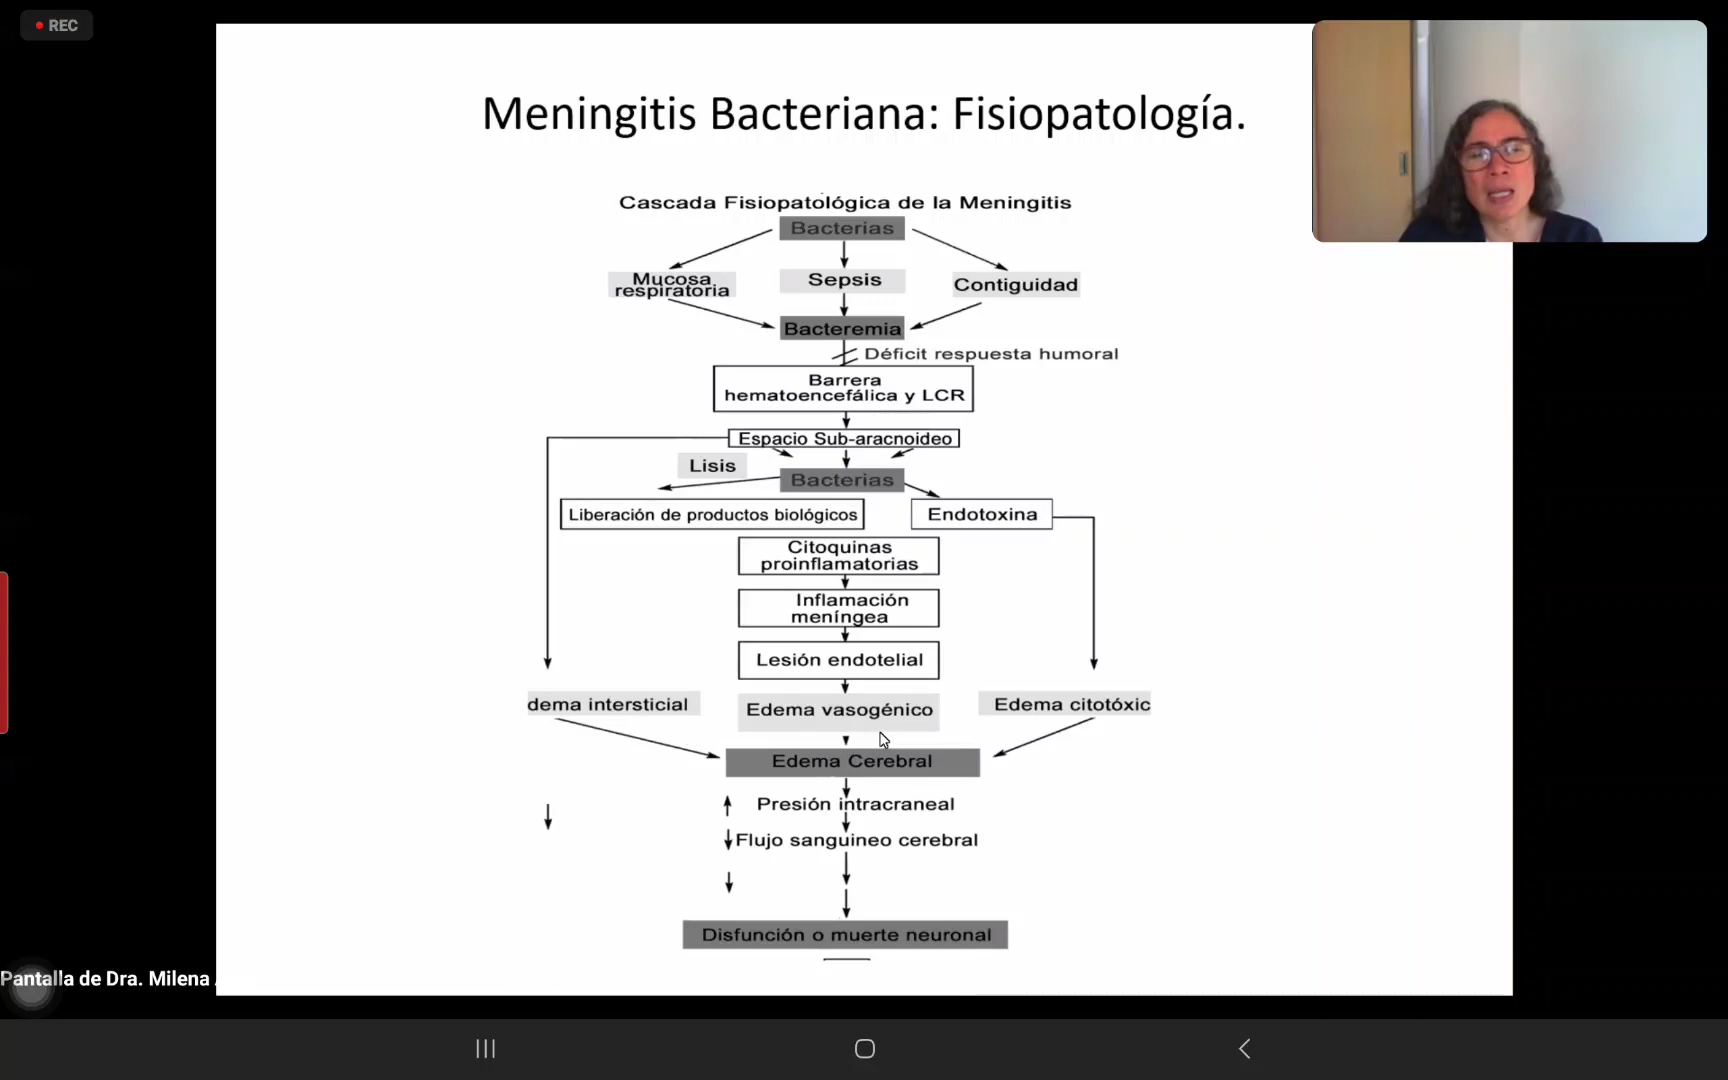 REC
Meningitis Bacteriana: Fisiopatología.
Cascada Fisiopatológica de la Meningitis
Bacterias
Mucosa
respiratoria
Sepsis
Contiguidad
Bacteremia
Déficit respuesta humoral
Barrera
hematoencefálica y LCR
Espacio Sub-aracnoideo
Lisis
Bacterias
Liberación de productos biológicos
Endotoxina
Citoquinas
proinflamatorias
Inflamación
meníngea
Lesión endotelial
dema intersticial
Edema vasogénico
Edema citotóxic
Edema Cerebral
Presión intracraneal
Flujo sanguineo cerebral
Disfunción o muerte neuronal
Pantalla de Dra. Milena